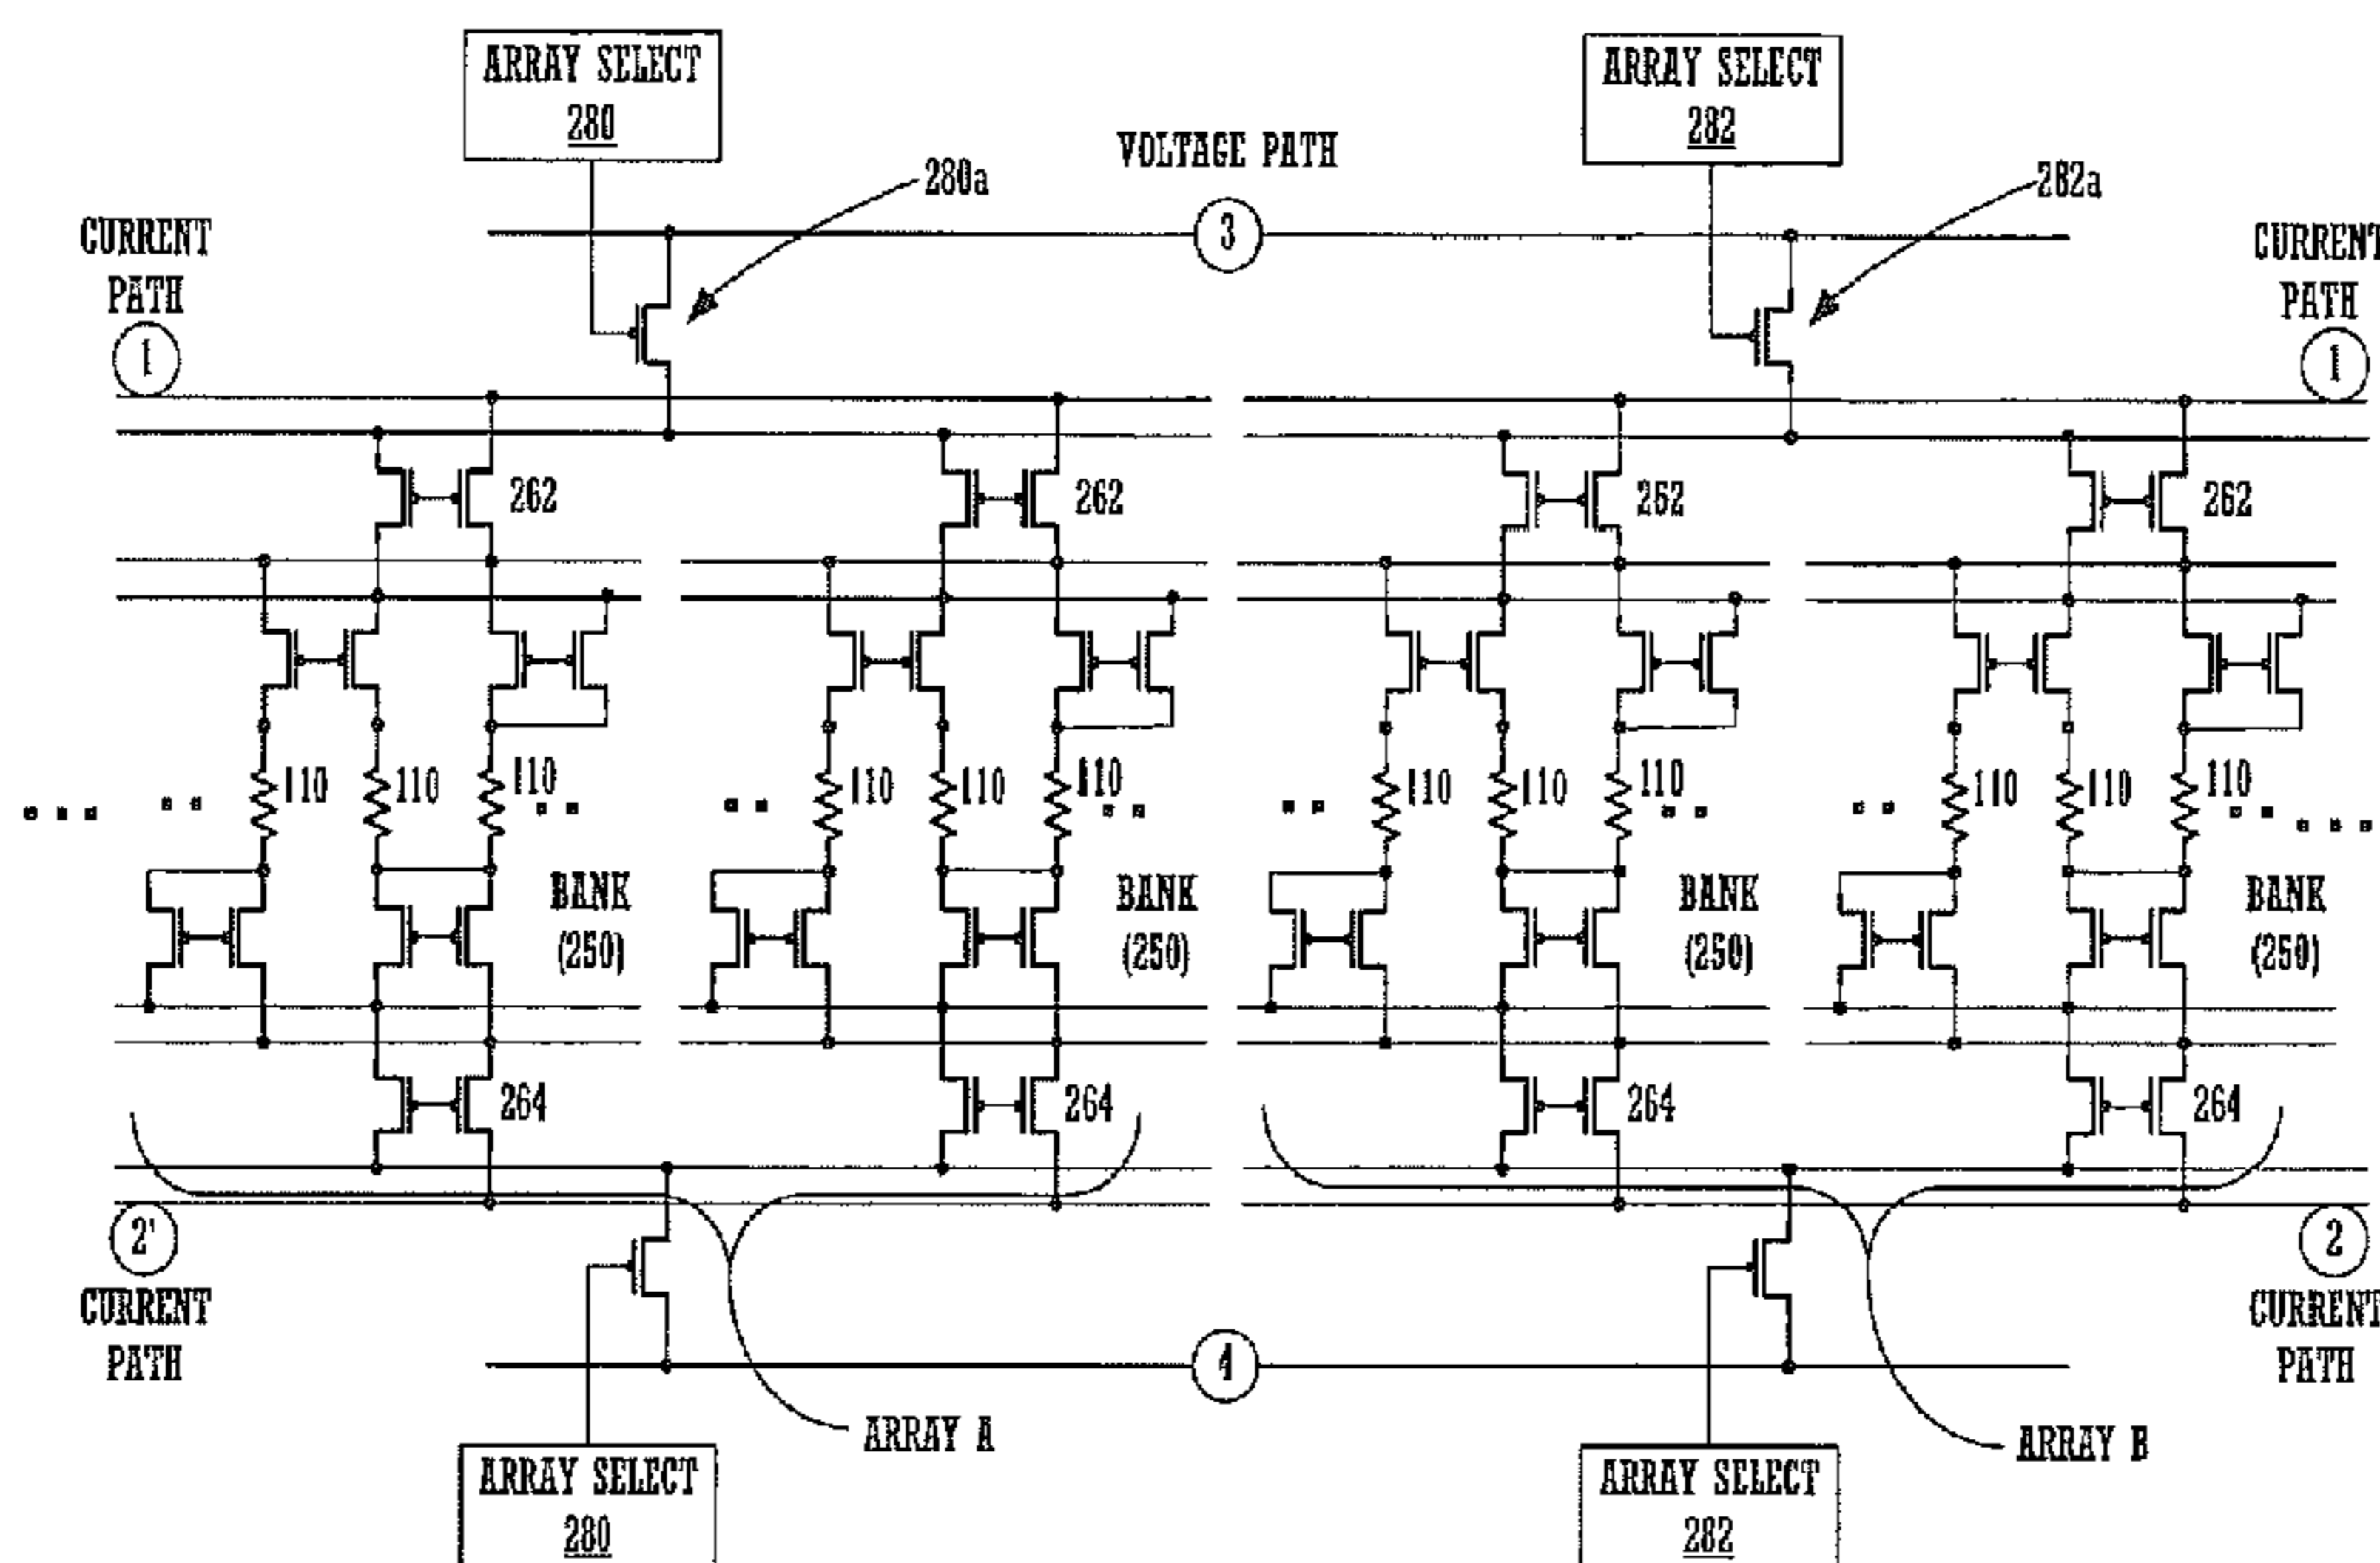 ARRAY SELECT
280
ARRAY SELECT
282
VOLTAGE PATH
280a
282a
3
CURRENT
PATH
1
CURRENT
PATH
1
262
262
262
262
110
110
110
110
110
110
110
110
110
110
110
110
BANK
(250)
BANK
(250)
BANK
(250)
BANK
(250)
264
264
264
264
2'
CURRENT
PATH
2
CURRENT
PATH
4
ARRAY A
ARRAY B
ARRAY SELECT
280
ARRAY SELECT
282